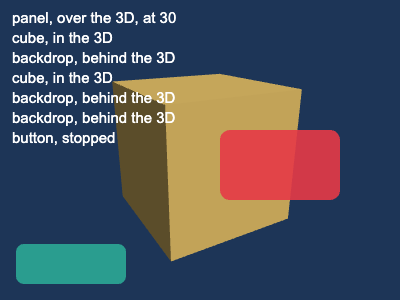 panel, over the 3D, at 30
cube, in the 3D
backdrop, behind the 3D
cube, in the 3D
backdrop, behind the 3D
backdrop, behind the 3D
button, stopped